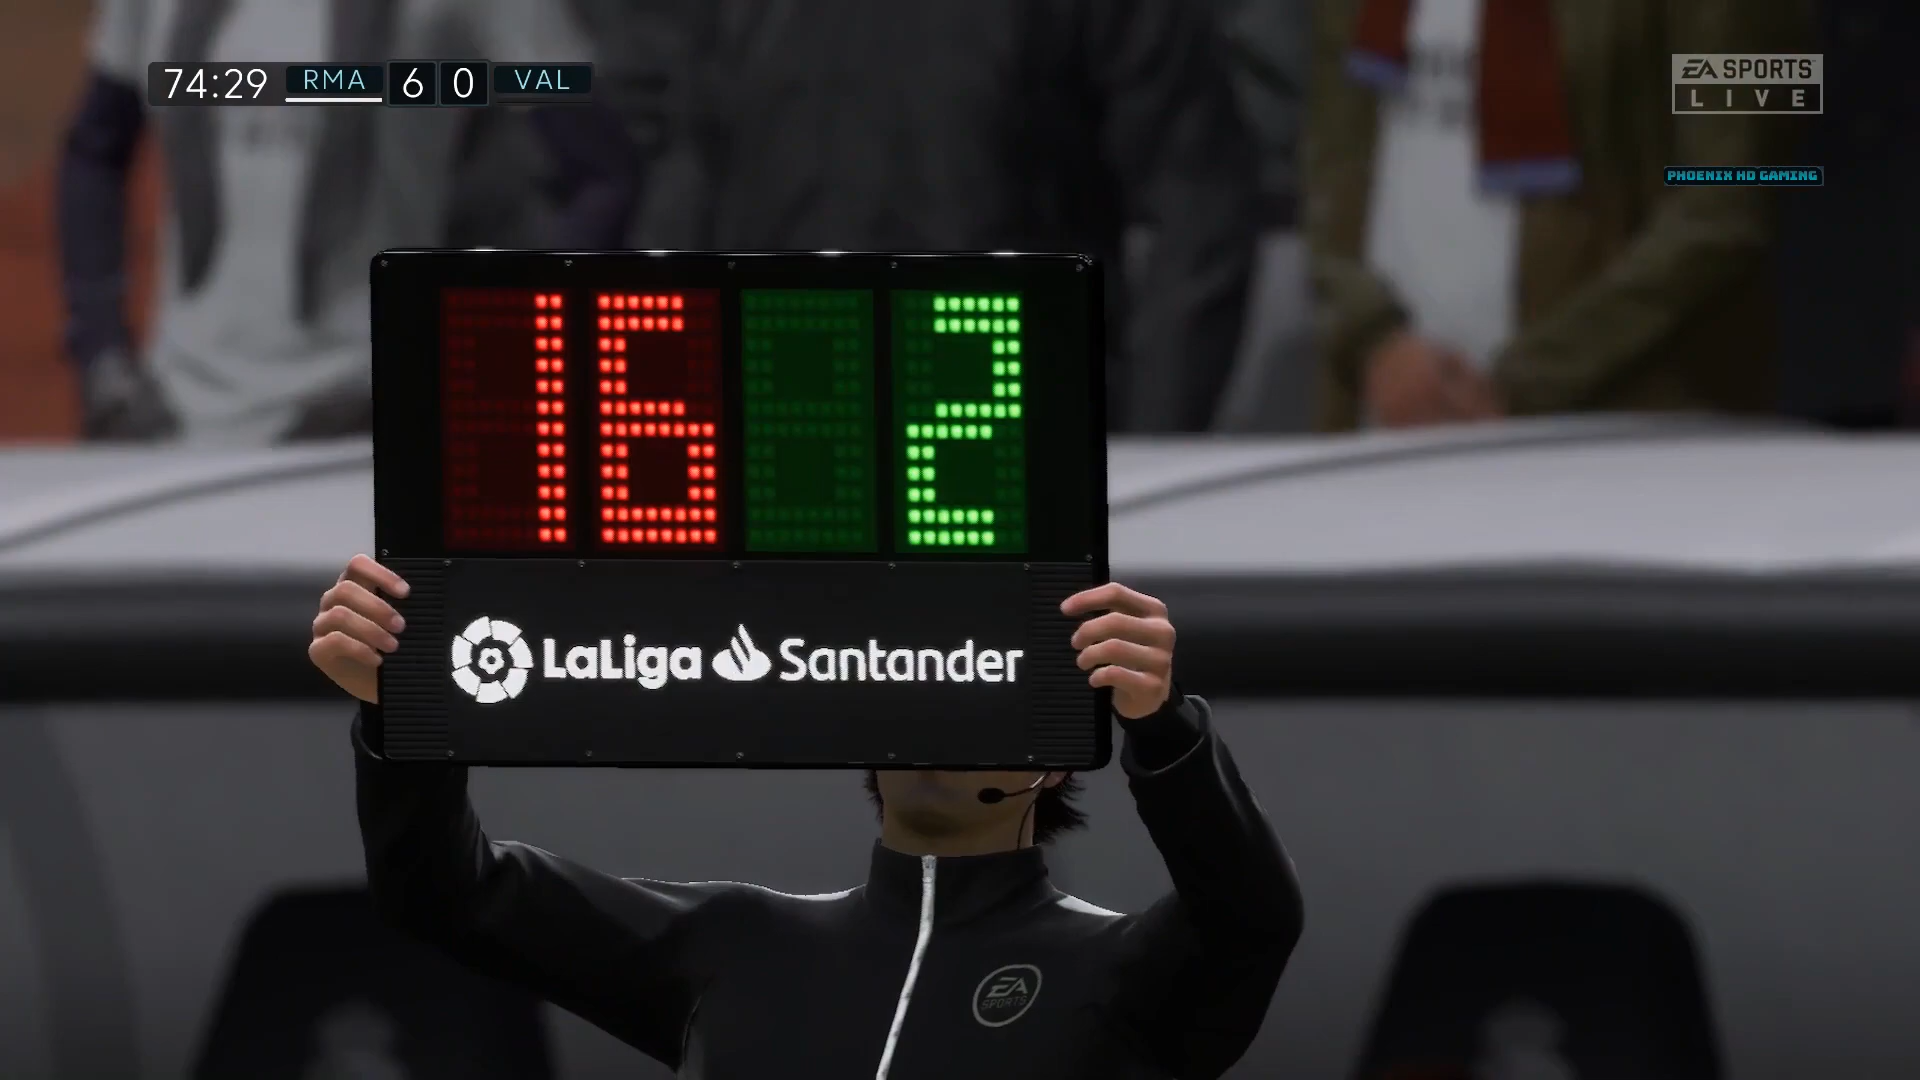 74:29 RMA 6 0 VAL
EA SPORTS
LIVE
PHOENIX HD GAMING
16 2
LaLiga Santander
EA
SPORTS